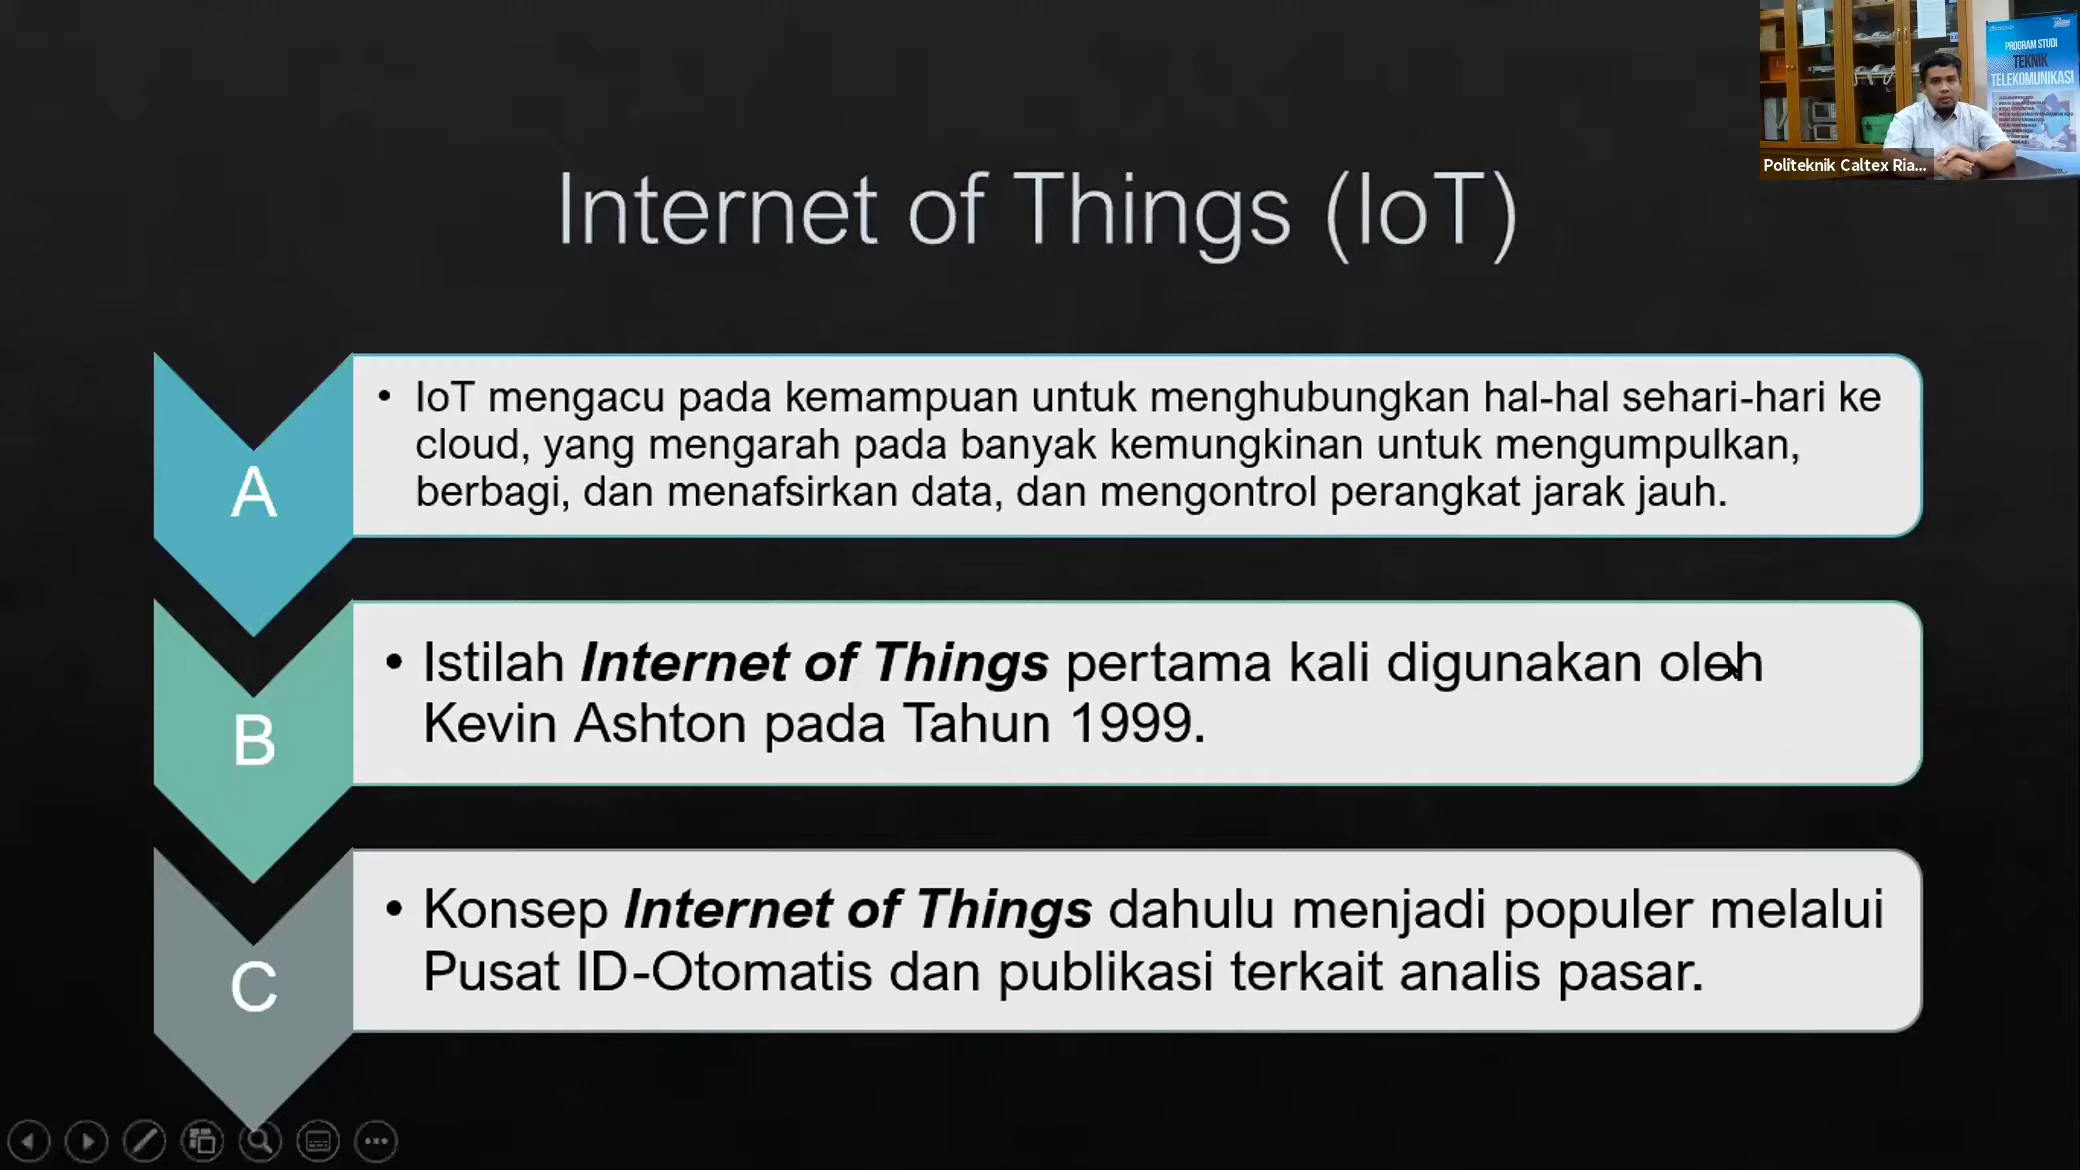 PROGRAM STUDI
TEKNIK
TELEKOMUNIKASI
Politeknik Caltex Ria...
Internet of Things (IoT)
A
• IoT mengacu pada kemampuan untuk menghubungkan hal-hal sehari-hari ke
cloud, yang mengarah pada banyak kemungkinan untuk mengumpulkan,
berbagi, dan menafsirkan data, dan mengontrol perangkat jarak jauh.
B
• Istilah Internet of Things pertama kali digunakan oleh
Kevin Ashton pada Tahun 1999.
C
• Konsep Internet of Things dahulu menjadi populer melalui
Pusat ID-Otomatis dan publikasi terkait analis pasar.